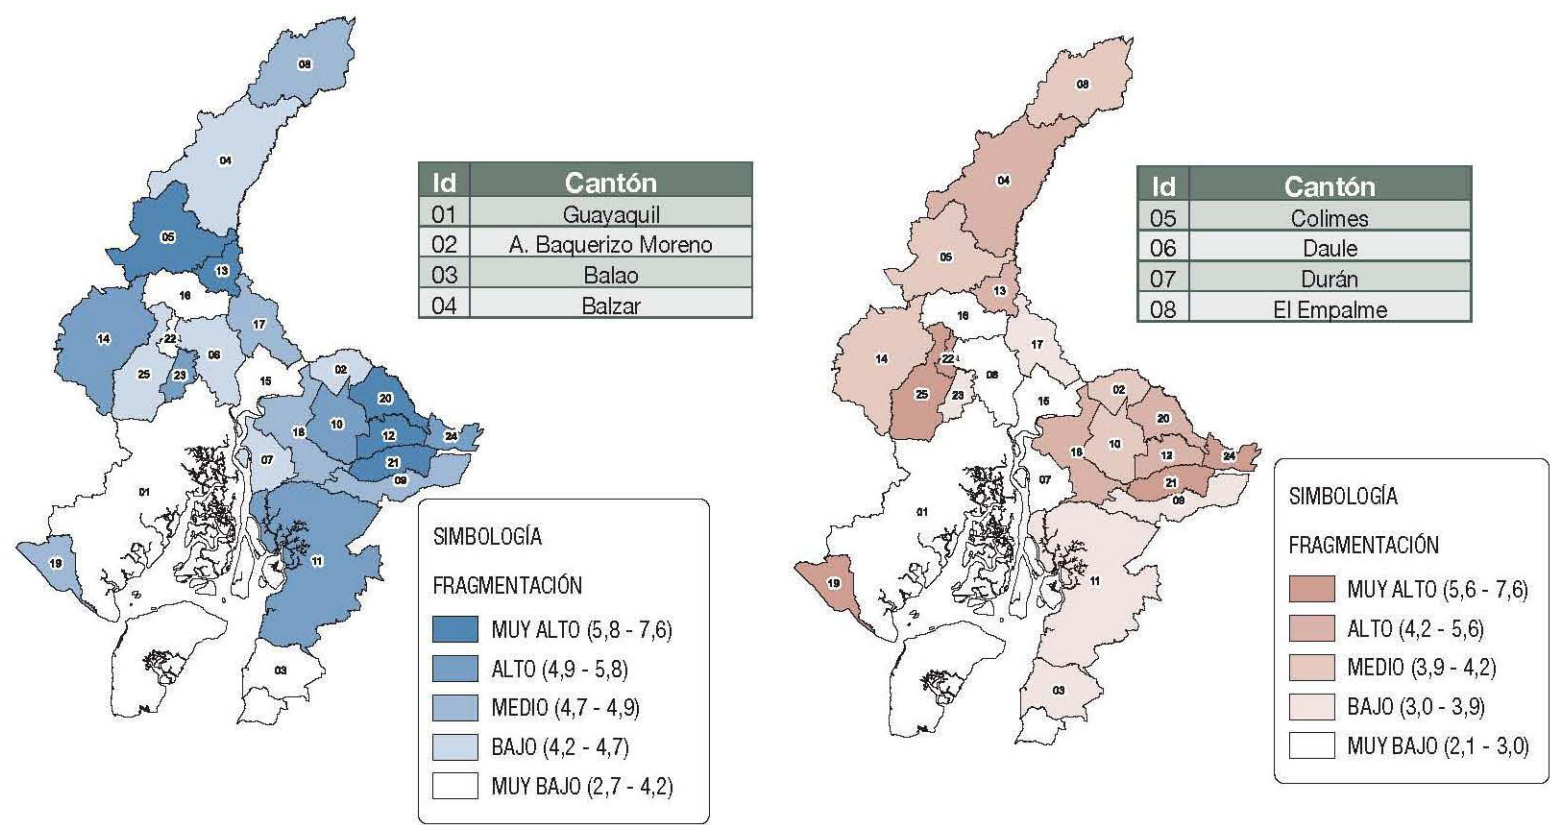 08
04
05
13
16
14
17
22
06
25
23
15
02
20
10
18
12
24
07
21
09
01
19
11
03
Id Cantón
01 Guayaquil
02 A. Baquerizo Moreno
03 Balao
04 Balzar
SIMBOLOGÍA
FRAGMENTACIÓN
MUY ALTO (5,8 - 7,6)
ALTO (4,9 - 5,8)
MEDIO (4,7 - 4,9)
BAJO (4,2 - 4,7)
MUY BAJO (2,7 - 4,2)
08
04
05
13
16
14
17
22
06
25
23
15
02
20
10
18
12
24
07
21
09
01
19
11
03
Id Cantón
05 Colimes
06 Daule
07 Durán
08 El Empalme
SIMBOLOGÍA
FRAGMENTACIÓN
MUY ALTO (5,6 - 7,6)
ALTO (4,2 - 5,6)
MEDIO (3,9 - 4,2)
BAJO (3,0 - 3,9)
MUY BAJO (2,1 - 3,0)